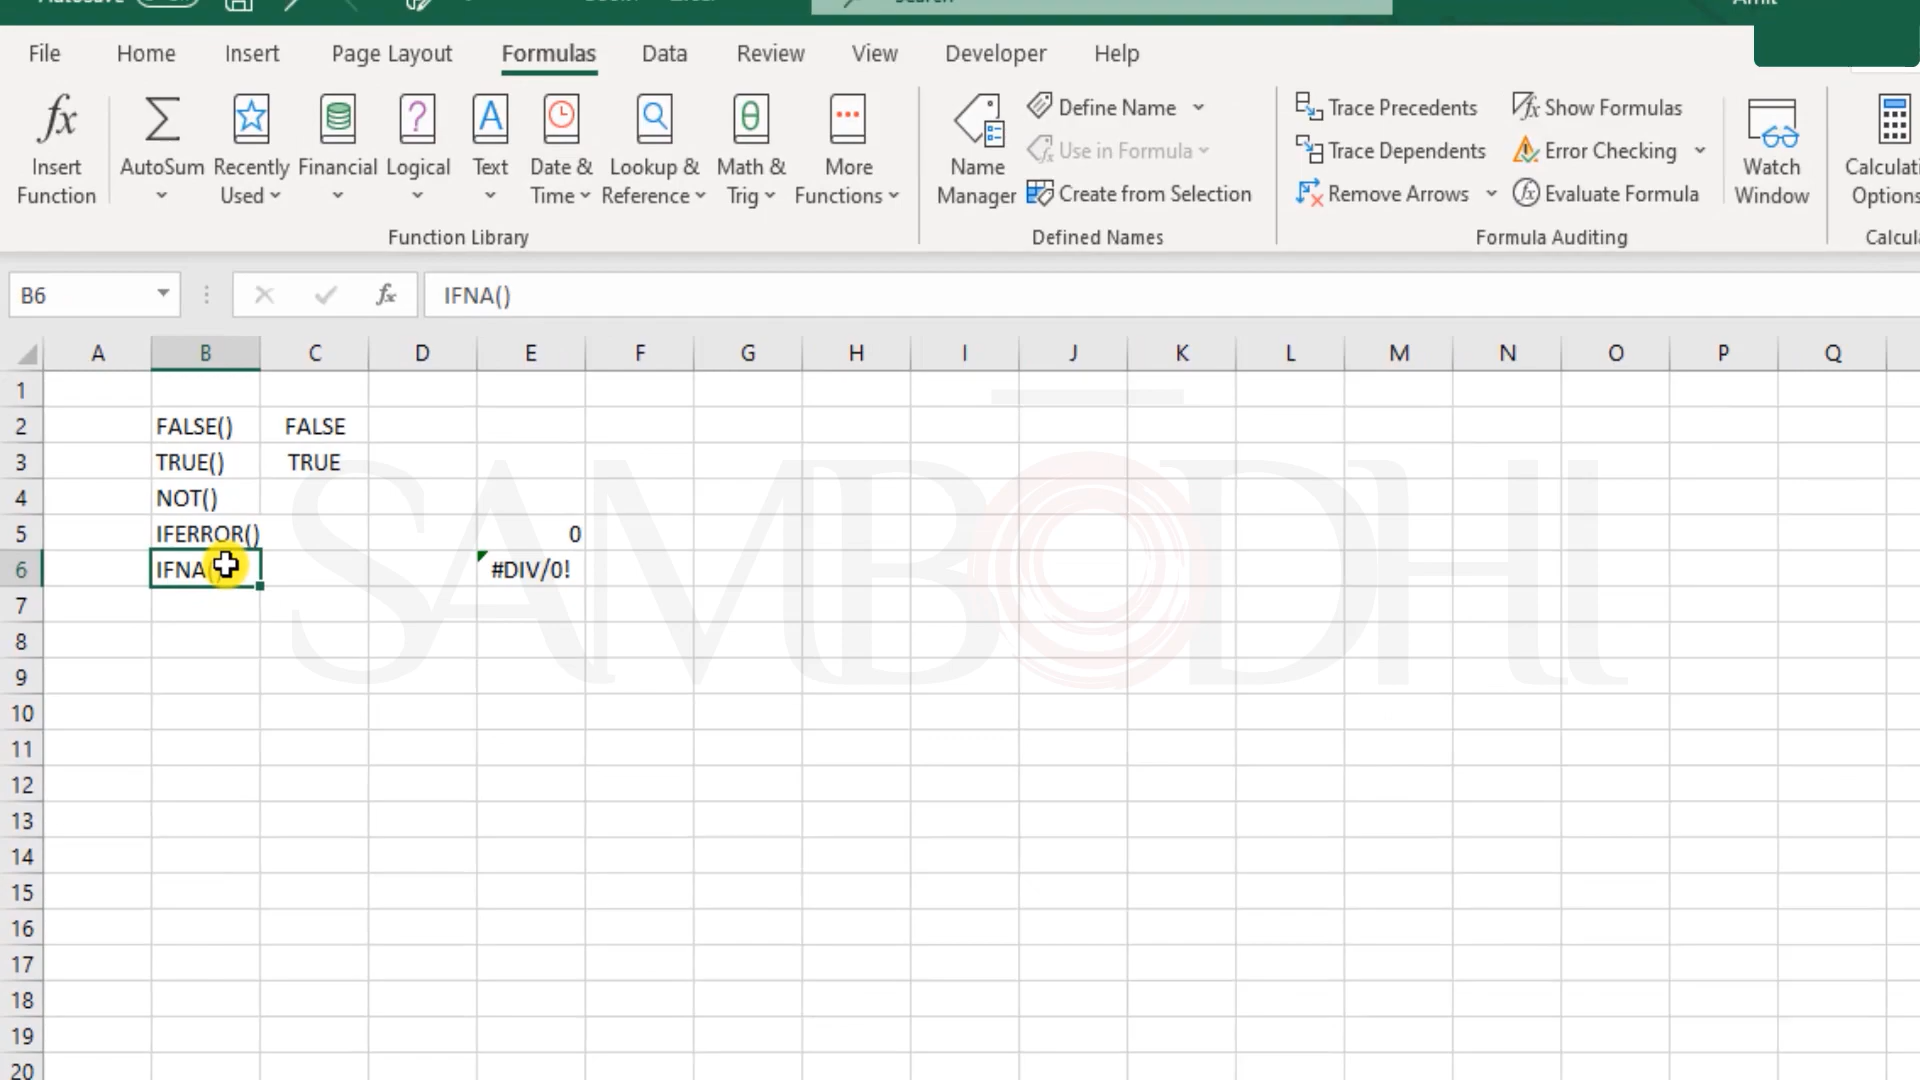 File Home Insert Page Layout Formulas Data Review View Developer Help
Insert Function
AutoSum
Recently Used
Financial
Logical
Text
Date & Time
Lookup & Reference
Math & Trig
More Functions
Function Library
Name Manager
Define Name
Use in Formula
Create from Selection
Defined Names
Trace Precedents
Trace Dependents
Remove Arrows
Show Formulas
Error Checking
Evaluate Formula
Formula Auditing
Watch Window
Options
B6 fx IFNA()
A B C D E F G H I J K L M N O P Q
1
2 FALSE() FALSE
3 TRUE() TRUE
4 NOT()
5 IFERROR() 0
6 IFNA() #DIV/0!
7
8
9
10
11
12
13
14
15
16
17
18
19
20
SAMBODHI